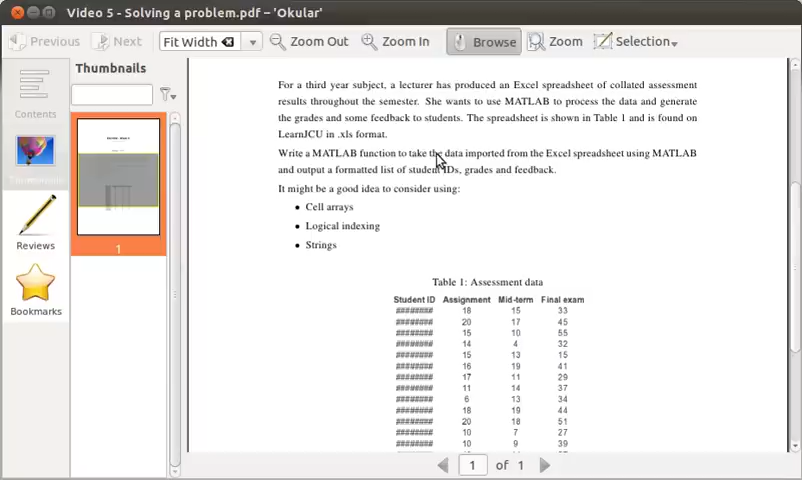 Video 5 - Solving a problem.pdf – 'Okular'
Previous Next Fit Width Zoom Out Zoom In Browse Zoom Selection
Thumbnails
Contents
Reviews
Bookmarks
1
For a third year subject, a lecturer has produced an Excel spreadsheet of collated assessment
results throughout the semester. She wants to use MATLAB to process the data and generate
the grades and some feedback to students. The spreadsheet is shown in Table 1 and is found on
LearnJCU in .xls format.
Write a MATLAB function to take the data imported from the Excel spreadsheet using MATLAB
and output a formatted list of student IDs, grades and feedback.
It might be a good idea to consider using:
• Cell arrays
• Logical indexing
• Strings
Table 1: Assessment data
Student ID Assignment Mid-term Final exam
######## 18 15 33
######## 20 17 45
######## 15 10 55
######## 14 4 32
######## 15 13 15
######## 16 19 41
######## 17 11 29
######## 11 14 37
######## 6 13 34
######## 18 19 44
######## 20 18 51
######## 10 7 27
######## 10 9 39
1 of 1